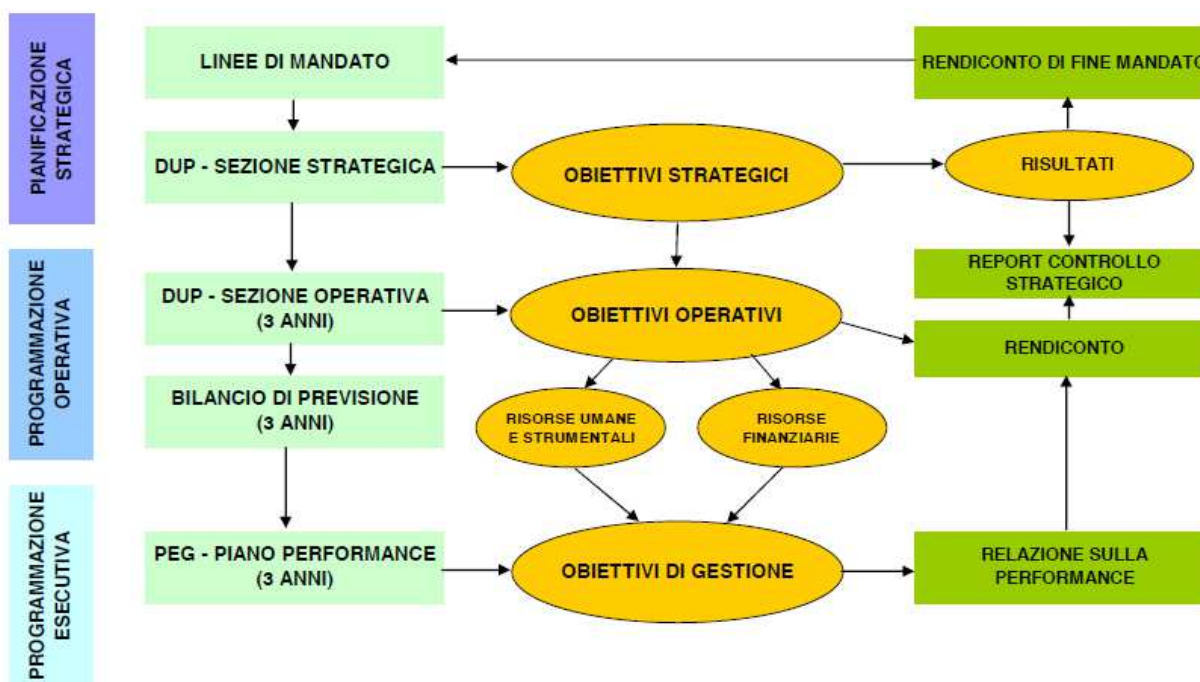 PIANIFICAZIONE
STRATEGICA
LINEE DI MANDATO
RENDICONTO DI FINE MANDATO
DUP - SEZIONE STRATEGICA
OBIETTIVI STRATEGICI
RISULTATI
PROGRAMMAZIONE
OPERATIVA
DUP - SEZIONE OPERATIVA
(3 ANNI)
OBIETTIVI OPERATIVI
REPORT CONTROLLO
STRATEGICO
RENDICONTO
BILANCIO DI PREVISIONE
(3 ANNI)
RISORSE UMANE
E STRUMENTALI
RISORSE
FINANZIARIE
PROGRAMMAZIONE
ESECUTIVA
PEG - PIANO PERFORMANCE
(3 ANNI)
OBIETTIVI DI GESTIONE
RELAZIONE SULLA
PERFORMANCE